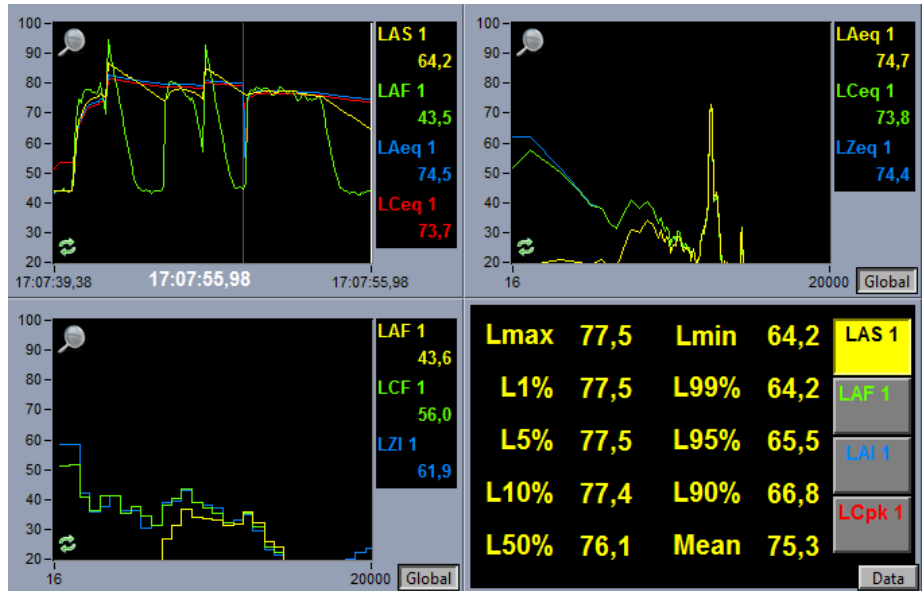 100
90
80
70
60
50
40
30
20
17:07:39,38 17:07:55,98 17:07:55,98
LAS 1
64,2
LAF 1
43,5
LAeq 1
74,5
LCeq 1
73,7
100
90
80
70
60
50
40
30
20
16 20000 Global
LAeq 1
74,7
LCeq 1
73,8
LZeq 1
74,4
100
90
80
70
60
50
40
30
20
16 20000 Global
LAF 1
43,6
LCF 1
56,0
LZI 1
61,9
Lmax 77,5 Lmin 64,2
L1% 77,5 L99% 64,2
L5% 77,5 L95% 65,5
L10% 77,4 L90% 66,8
L50% 76,1 Mean 75,3
LAS 1
LAF 1
LAI 1
LCpk 1
Data